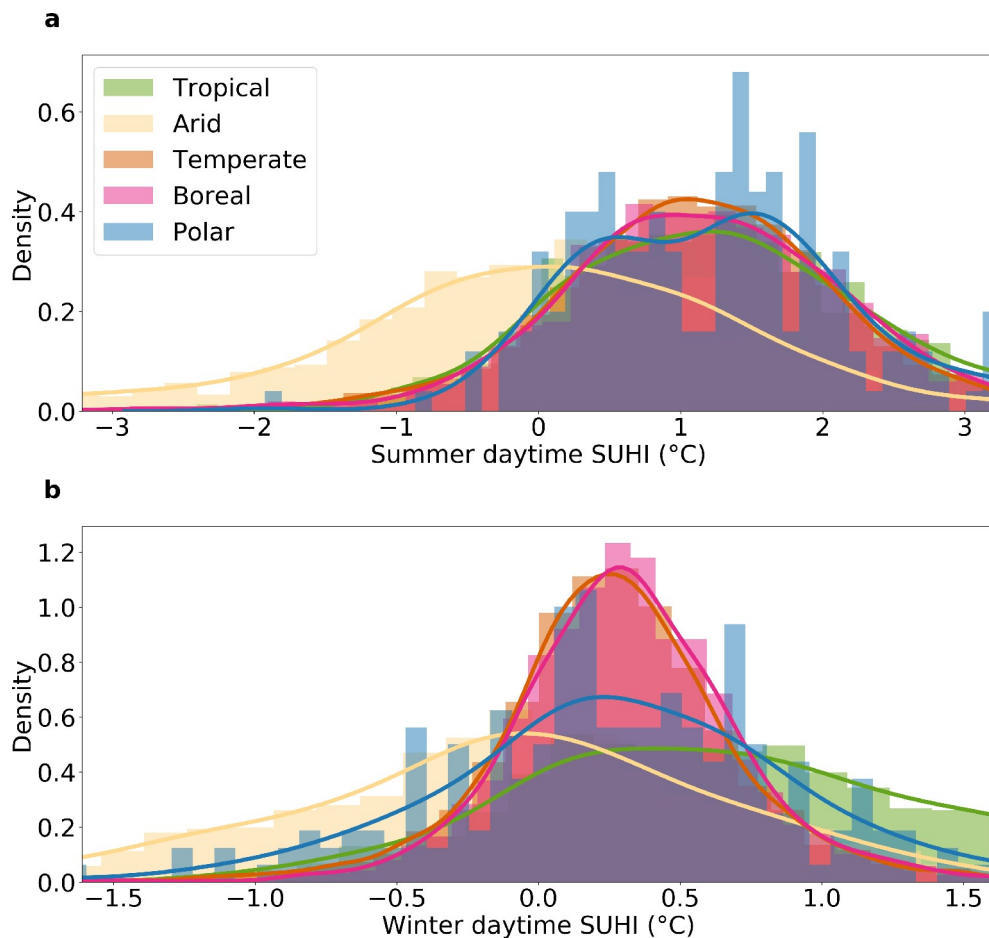 a
Tropical
Arid
Temperate
Boreal
Polar
Density
0.0
0.2
0.4
0.6
−3 −2 −1 0 1 2 3
Summer daytime SUHI (°C)
b
Density
0.0
0.2
0.4
0.6
0.8
1.0
1.2
−1.5 −1.0 −0.5 0.0 0.5 1.0 1.5
Winter daytime SUHI (°C)